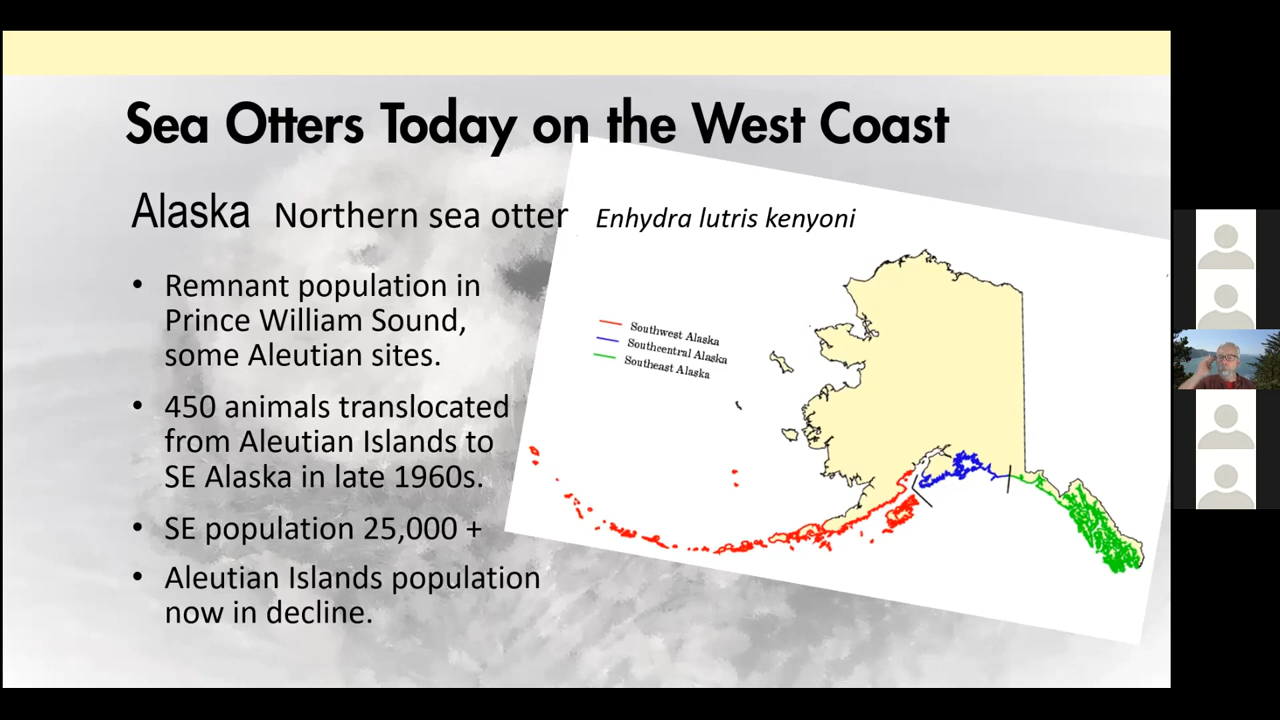 Sea Otters Today on the West Coast
Alaska Northern sea otter Enhydra lutris kenyoni
• Remnant population in
Prince William Sound,
some Aleutian sites.
• 450 animals translocated
from Aleutian Islands to
SE Alaska in late 1960s.
• SE population 25,000 +
• Aleutian Islands population
now in decline.
Southwest Alaska
Southcentral Alaska
Southeast Alaska